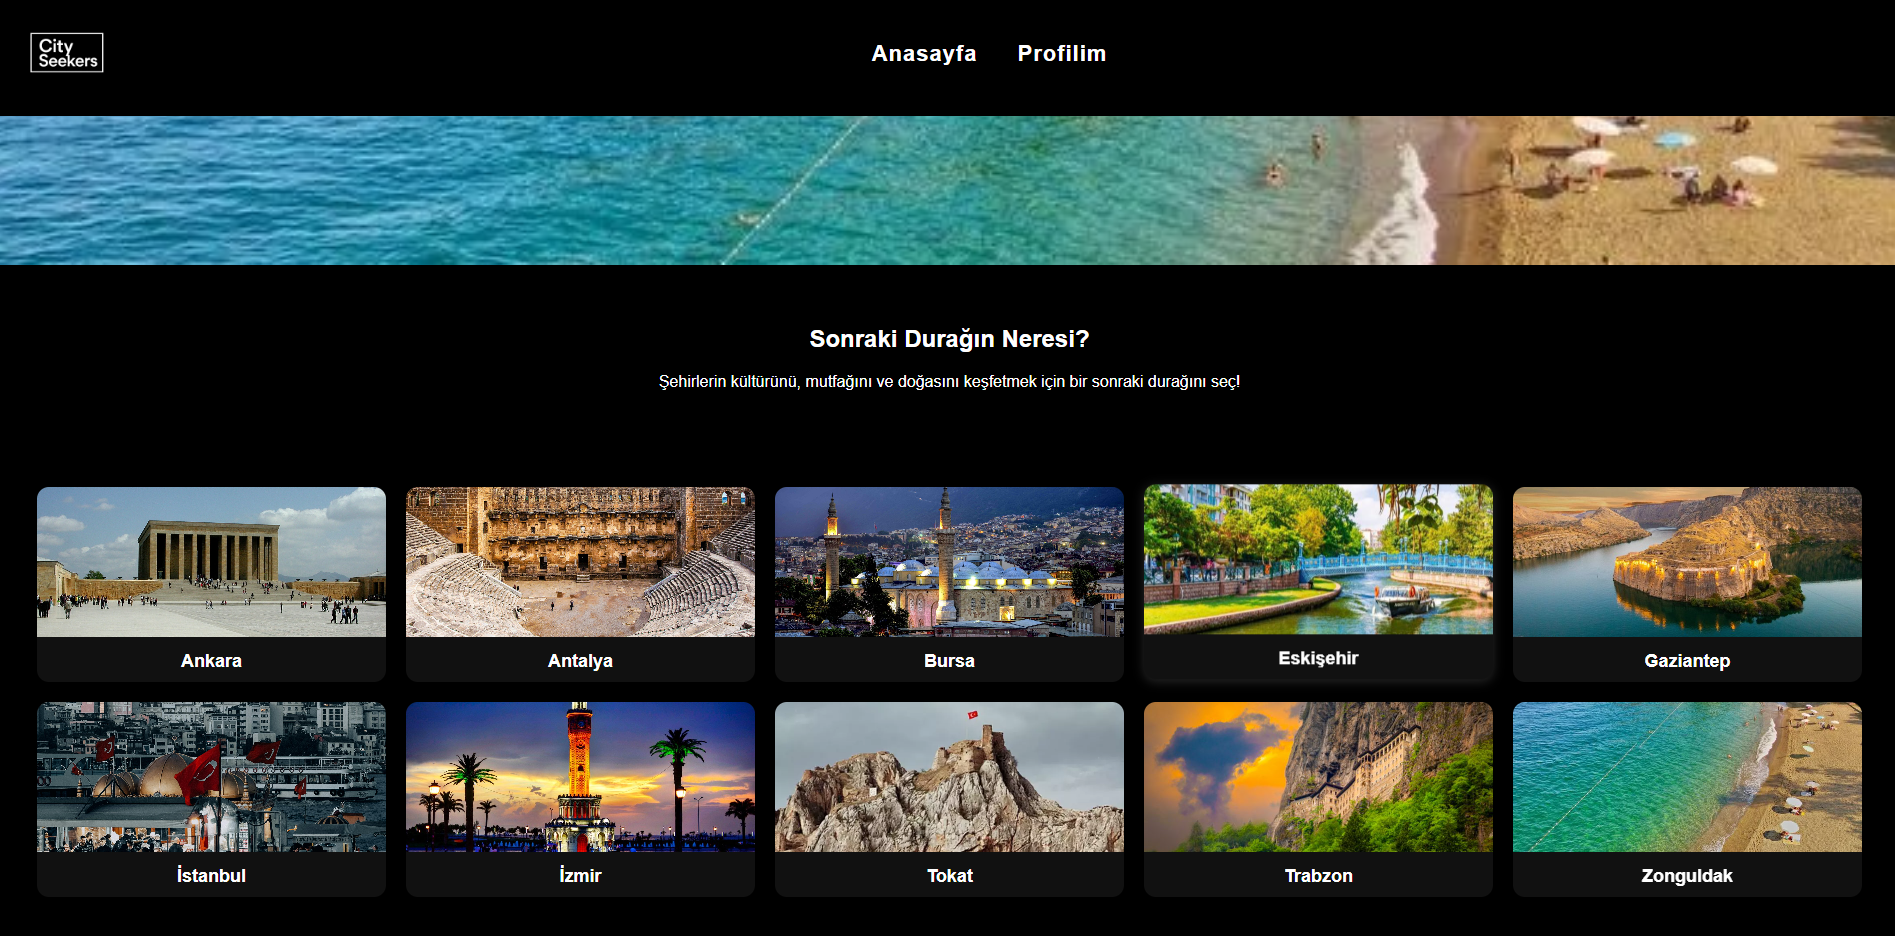 City
Seekers
Anasayfa
Profilim
Sonraki Durağın Neresi?
Şehirlerin kültürünü, mutfağını ve doğasını keşfetmek için bir sonraki durağını seç!
Ankara
Antalya
Bursa
Eskişehir
Gaziantep
İstanbul
İzmir
Tokat
Trabzon
Zonguldak